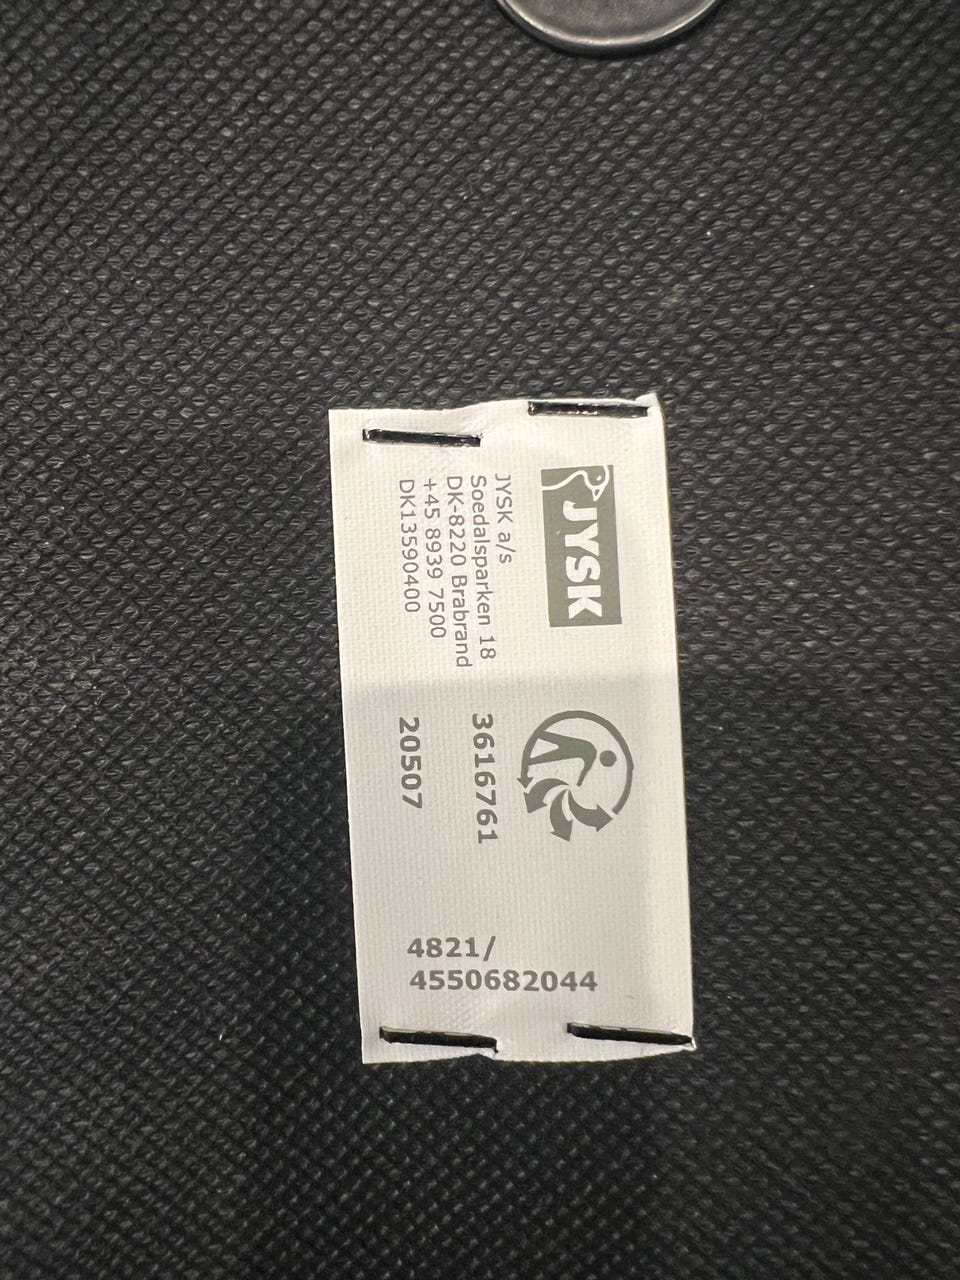 JYSK
JYSK a/s
Soedalsparken 18
DK-8220 Brabrand
+45 8939 7500
DK13590400
3616761
20507
4821/
4550682044